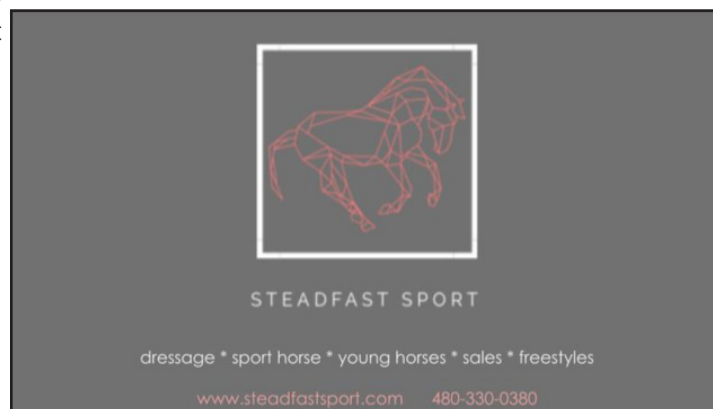 STEADFAST SPORT
dressage * sport horse * young horses * sales * freestyles
www.steadfastsport.com 480-330-0380